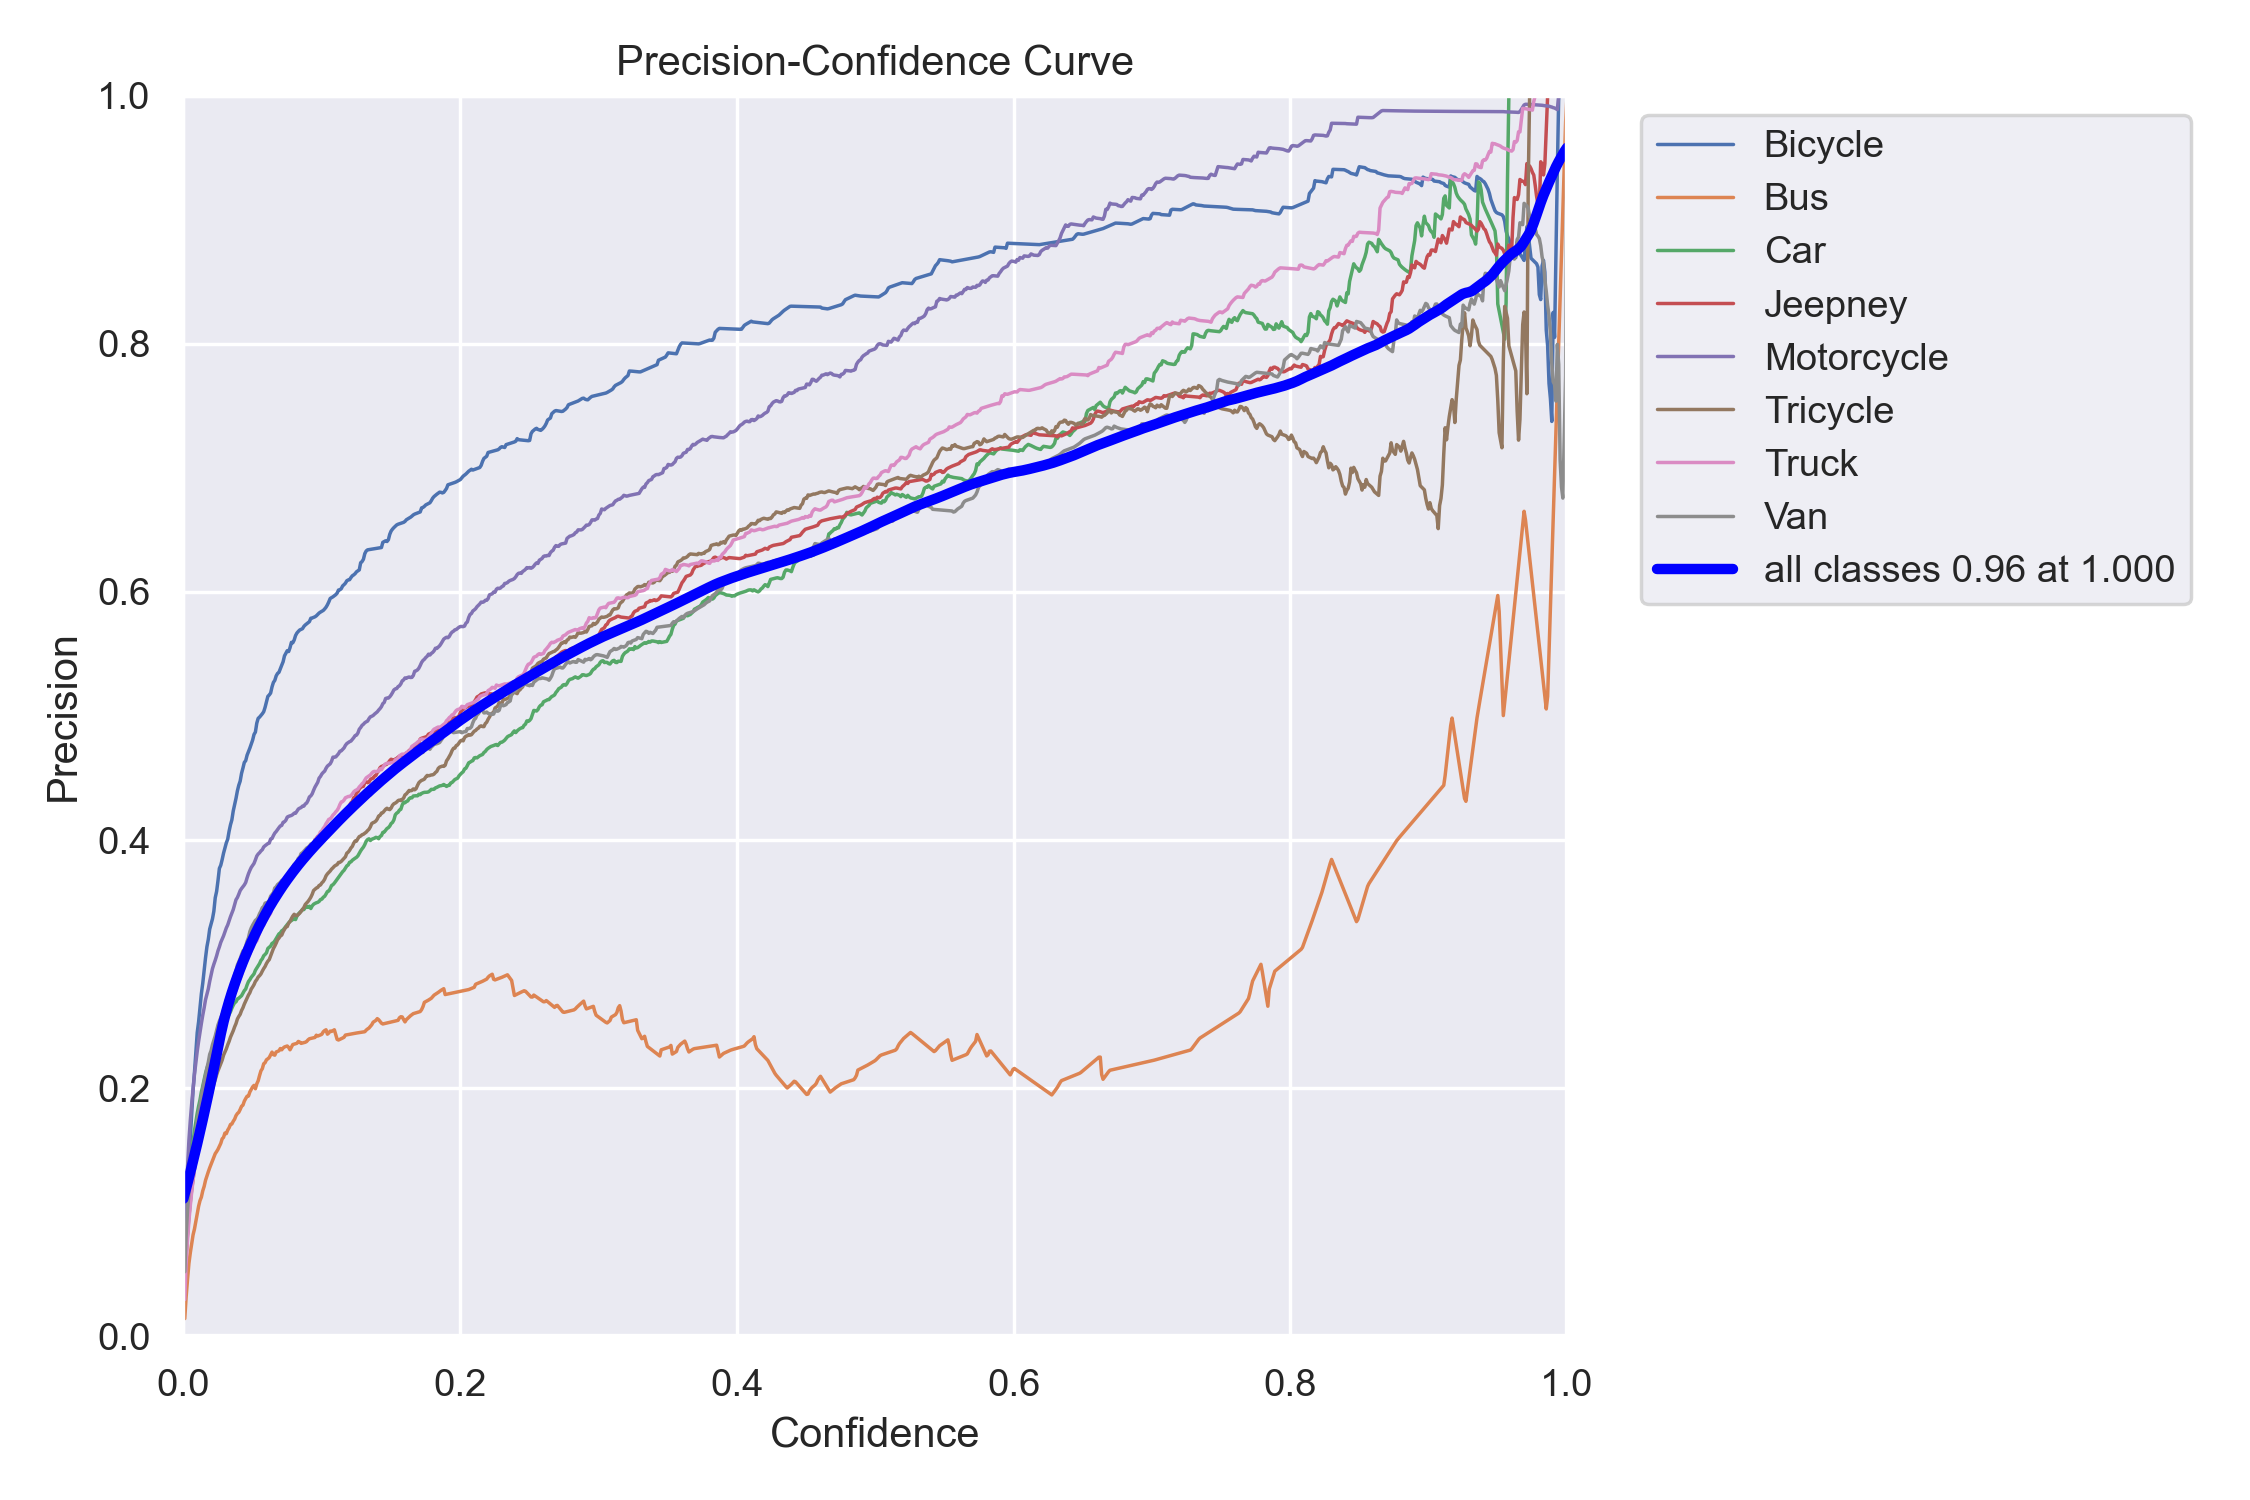 Precision-Confidence Curve
1.0
0.8
0.6
0.4
0.2
0.0
Precision
0.0 0.2 0.4 0.6 0.8 1.0
Confidence
Bicycle
Bus
Car
Jeepney
Motorcycle
Tricycle
Truck
Van
all classes 0.96 at 1.000